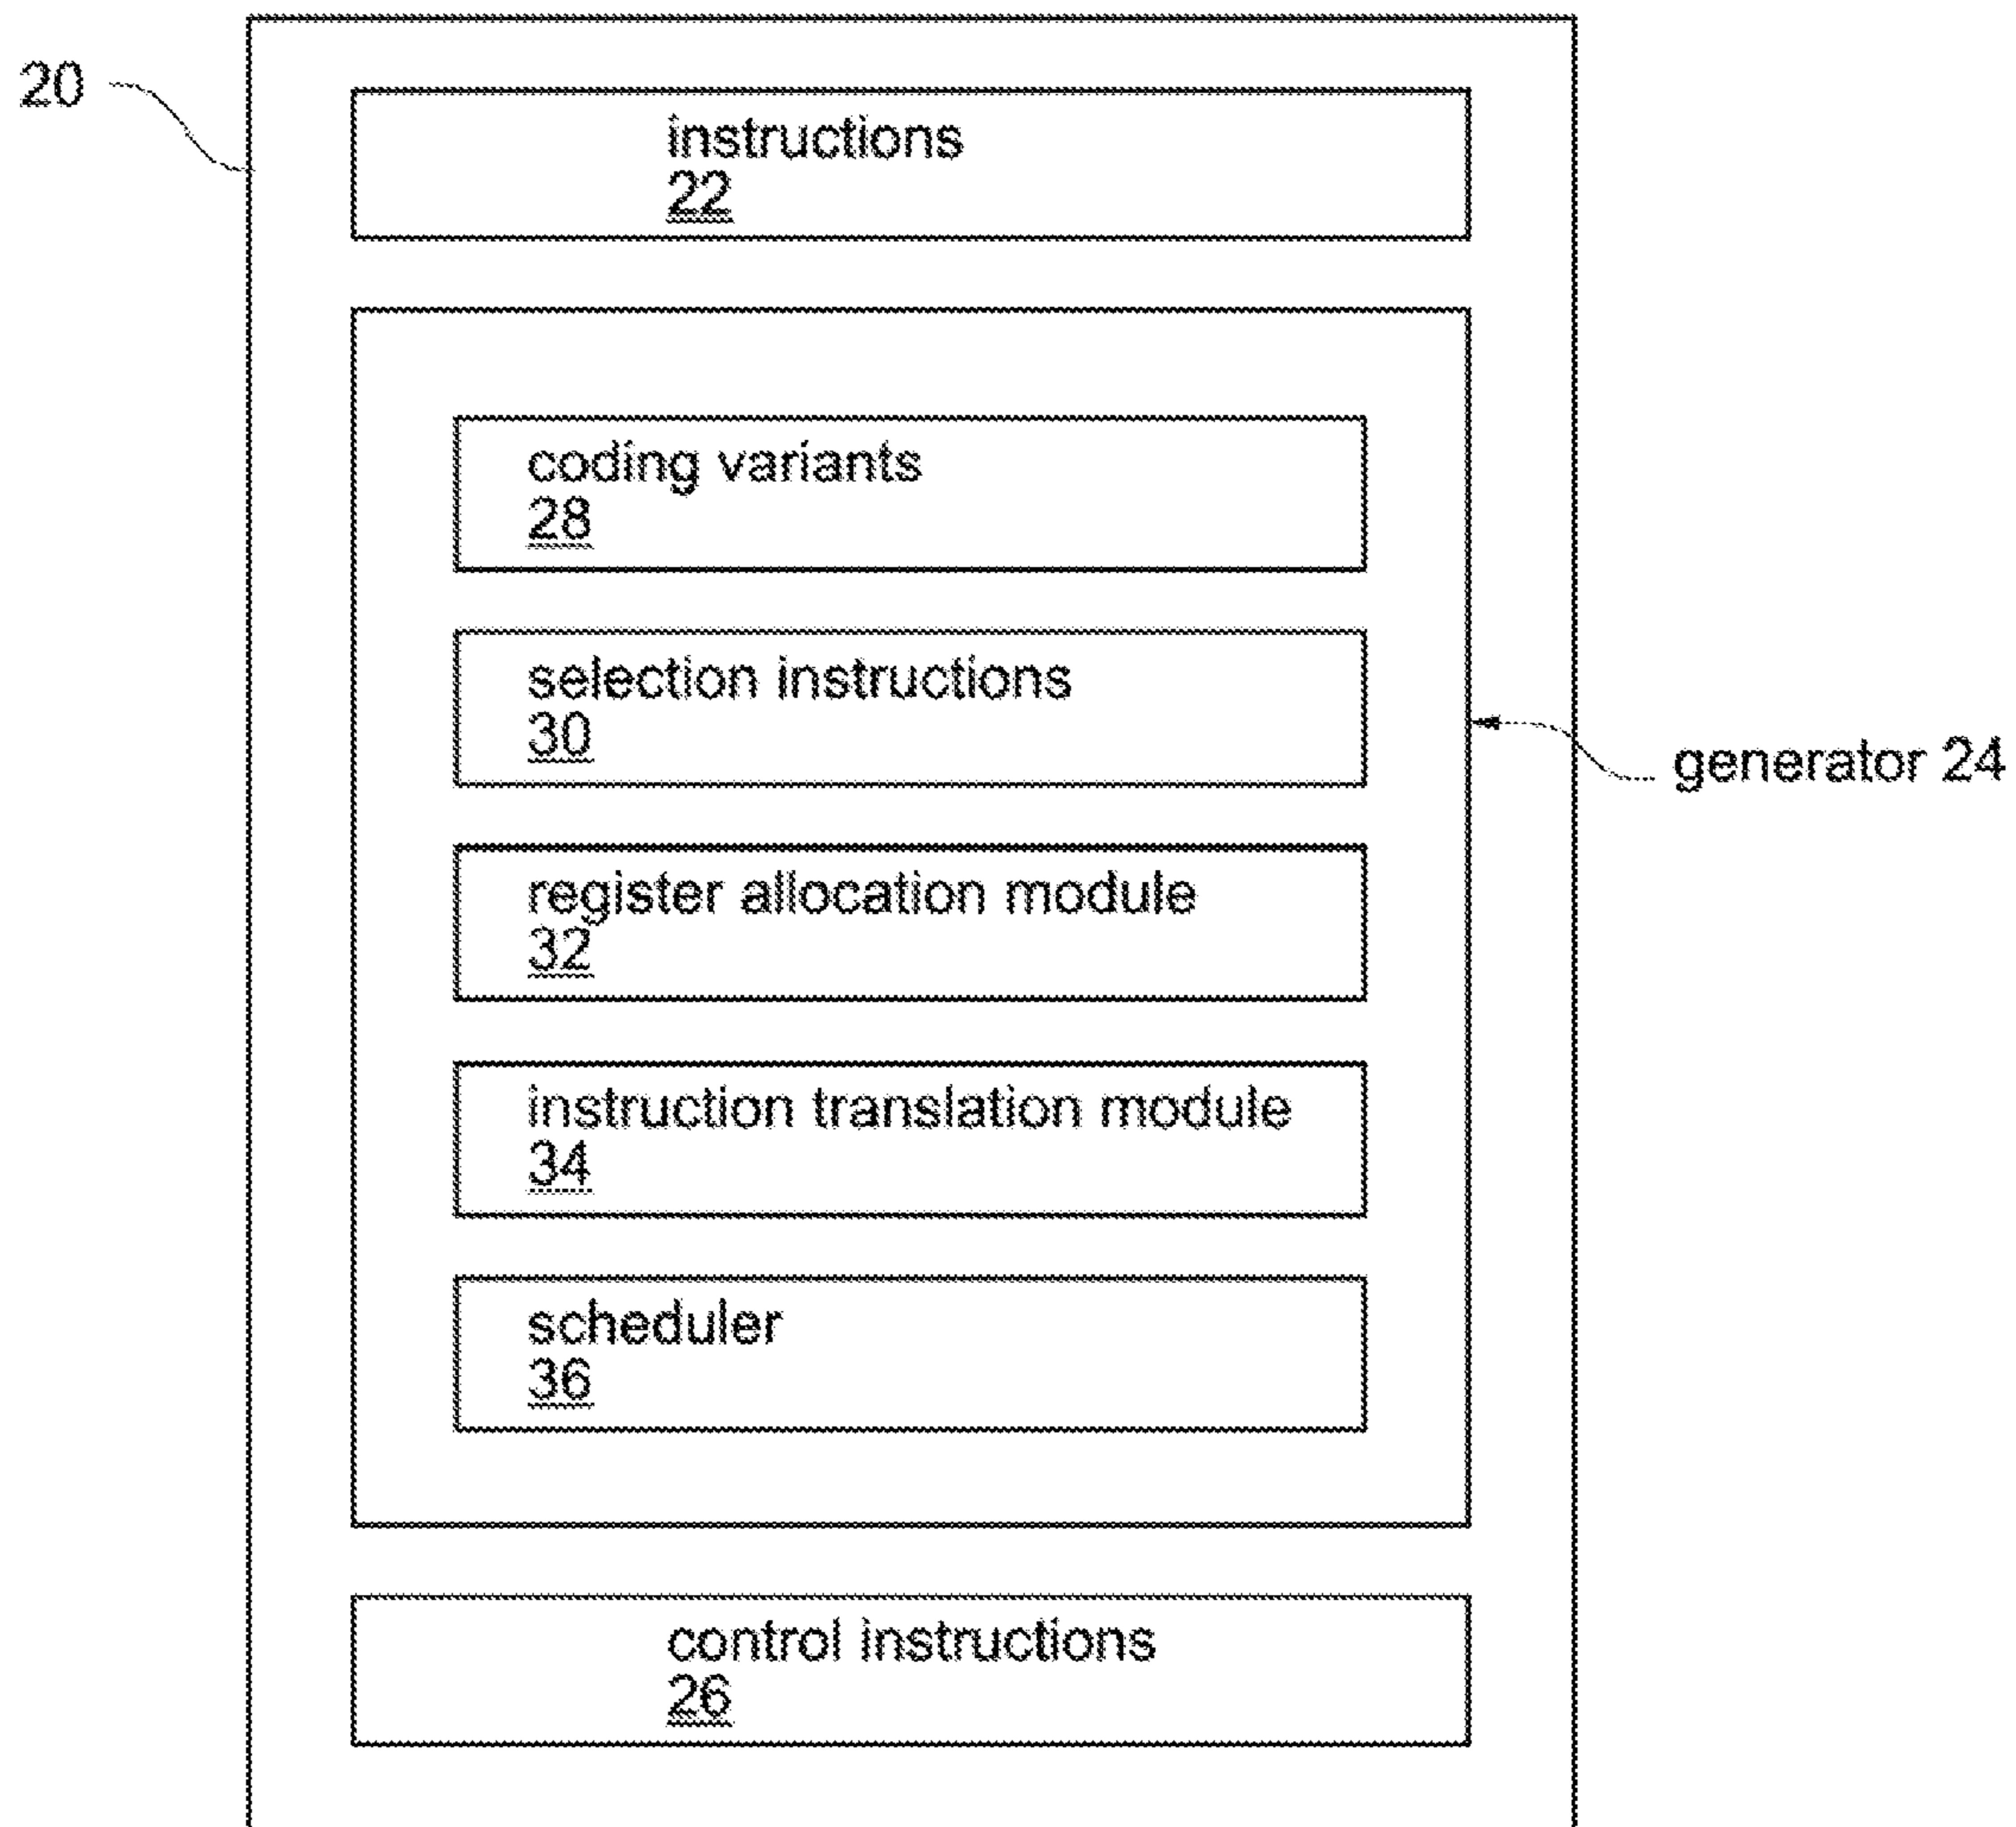 20
instructions
22
coding variants
28
selection instructions
30
generator 24
register allocation module
32
instruction translation module
34
scheduler
36
control instructions
26